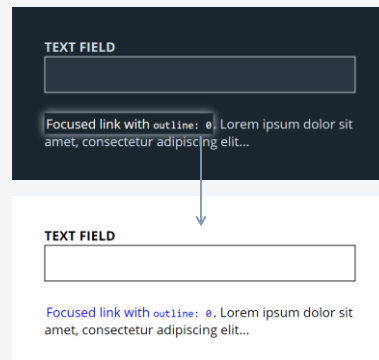 TEXT FIELD
Focused link with outline: 0. Lorem ipsum dolor sit
amet, consectetur adipiscing elit...
TEXT FIELD
Focused link with outline: 0. Lorem ipsum dolor sit
amet, consectetur adipiscing elit...